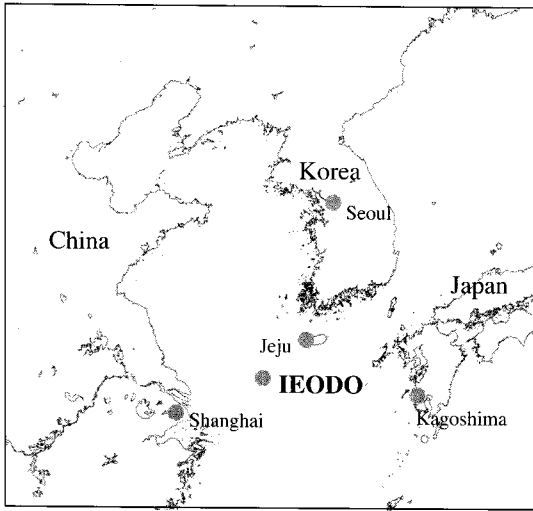 Korea
Seoul
China
Japan
Jeju
IEODO
Shanghai
Kagoshima